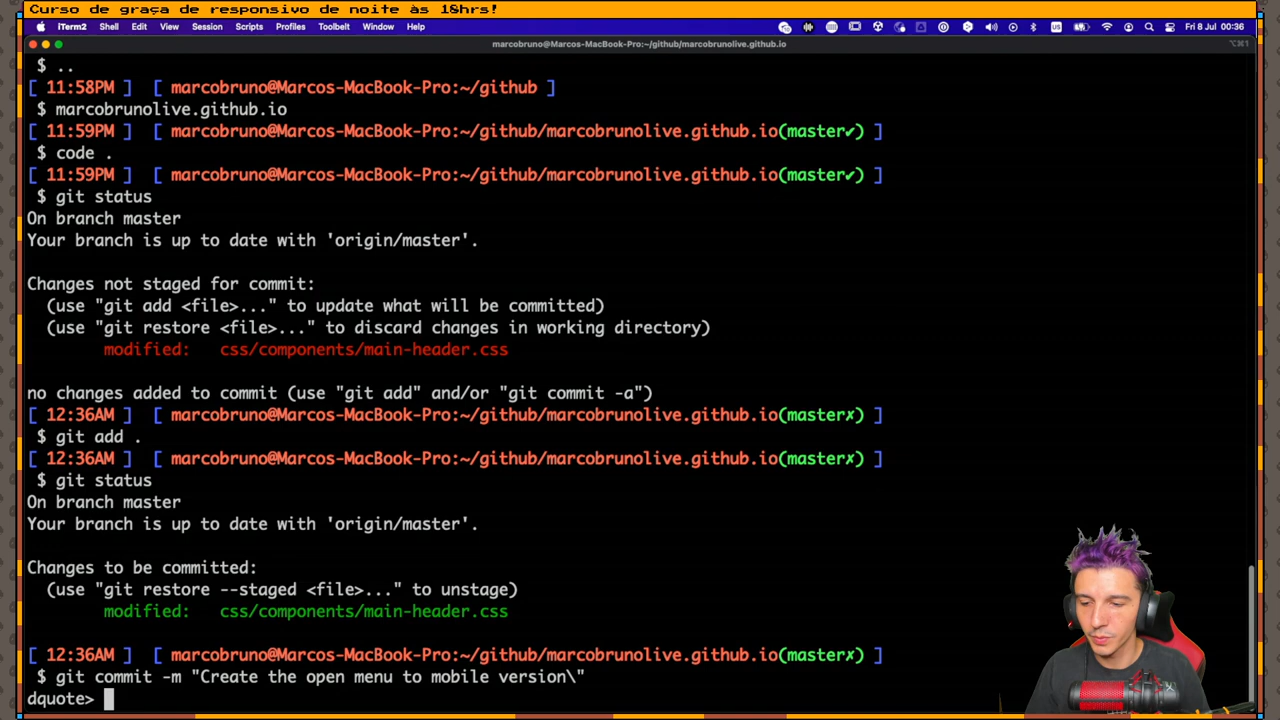 Curso de graça de responsivo de noite às 18hrs!
iTerm2 Shell Edit View Session Scripts Profiles Toolbelt Window Help US Fri 8 Jul 00:36
marcobruno@Marcos-MacBook-Pro:~/github/marcobrunolive.github.io ⌥⌘1
$ ..
[ 11:58PM ] [ marcobruno@Marcos-MacBook-Pro:~/github ]
$ marcobrunolive.github.io
[ 11:59PM ] [ marcobruno@Marcos-MacBook-Pro:~/github/marcobrunolive.github.io(master✔) ]
$ code .
[ 11:59PM ] [ marcobruno@Marcos-MacBook-Pro:~/github/marcobrunolive.github.io(master✔) ]
$ git status
On branch master
Your branch is up to date with 'origin/master'.
Changes not staged for commit:
(use "git add <file>..." to update what will be committed)
(use "git restore <file>..." to discard changes in working directory)
modified: css/components/main-header.css
no changes added to commit (use "git add" and/or "git commit -a")
[ 12:36AM ] [ marcobruno@Marcos-MacBook-Pro:~/github/marcobrunolive.github.io(master✗) ]
$ git add .
[ 12:36AM ] [ marcobruno@Marcos-MacBook-Pro:~/github/marcobrunolive.github.io(master✗) ]
$ git status
On branch master
Your branch is up to date with 'origin/master'.
Changes to be committed:
(use "git restore --staged <file>..." to unstage)
modified: css/components/main-header.css
[ 12:36AM ] [ marcobruno@Marcos-MacBook-Pro:~/github/marcobrunolive.github.io(master✗) ]
$ git commit -m "Create the open menu to mobile version\"
dquote>